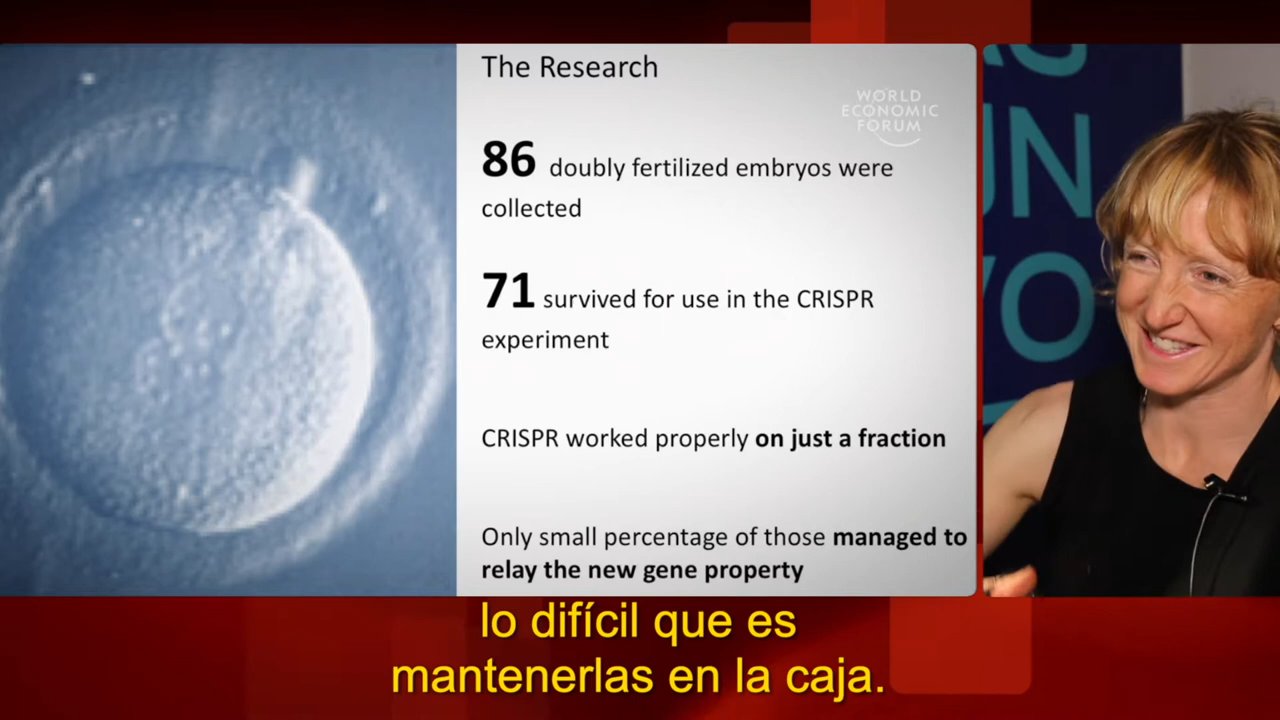 The Research
WORLD
ECONOMIC
FORUM
86 doubly fertilized embryos were
collected
71 survived for use in the CRISPR
experiment
CRISPR worked properly on just a fraction
Only small percentage of those managed to
relay the new gene property
lo difícil que es
mantenerlas en la caja.